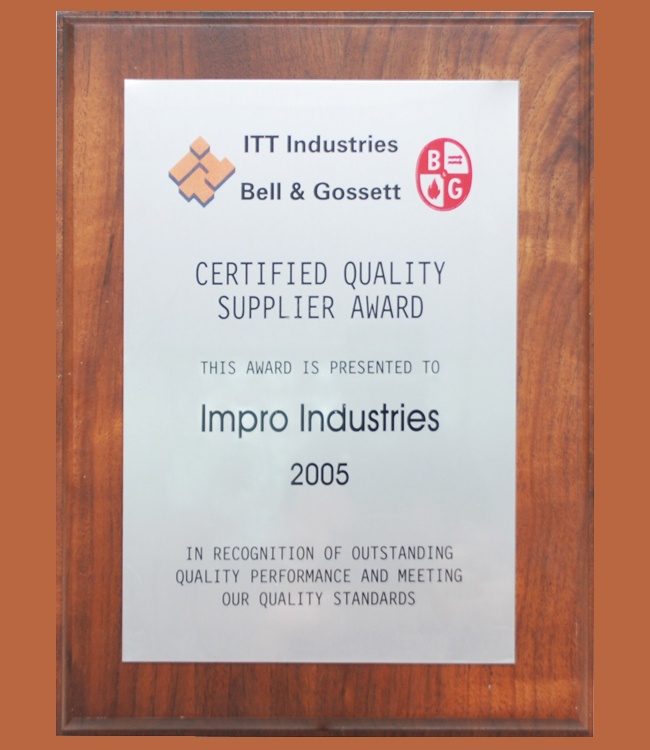 ITT Industries
Bell & Gossett
B
G
CERTIFIED QUALITY
SUPPLIER AWARD
THIS AWARD IS PRESENTED TO
Impro Industries
2005
IN RECOGNITION OF OUTSTANDING
QUALITY PERFORMANCE AND MEETING
OUR QUALITY STANDARDS